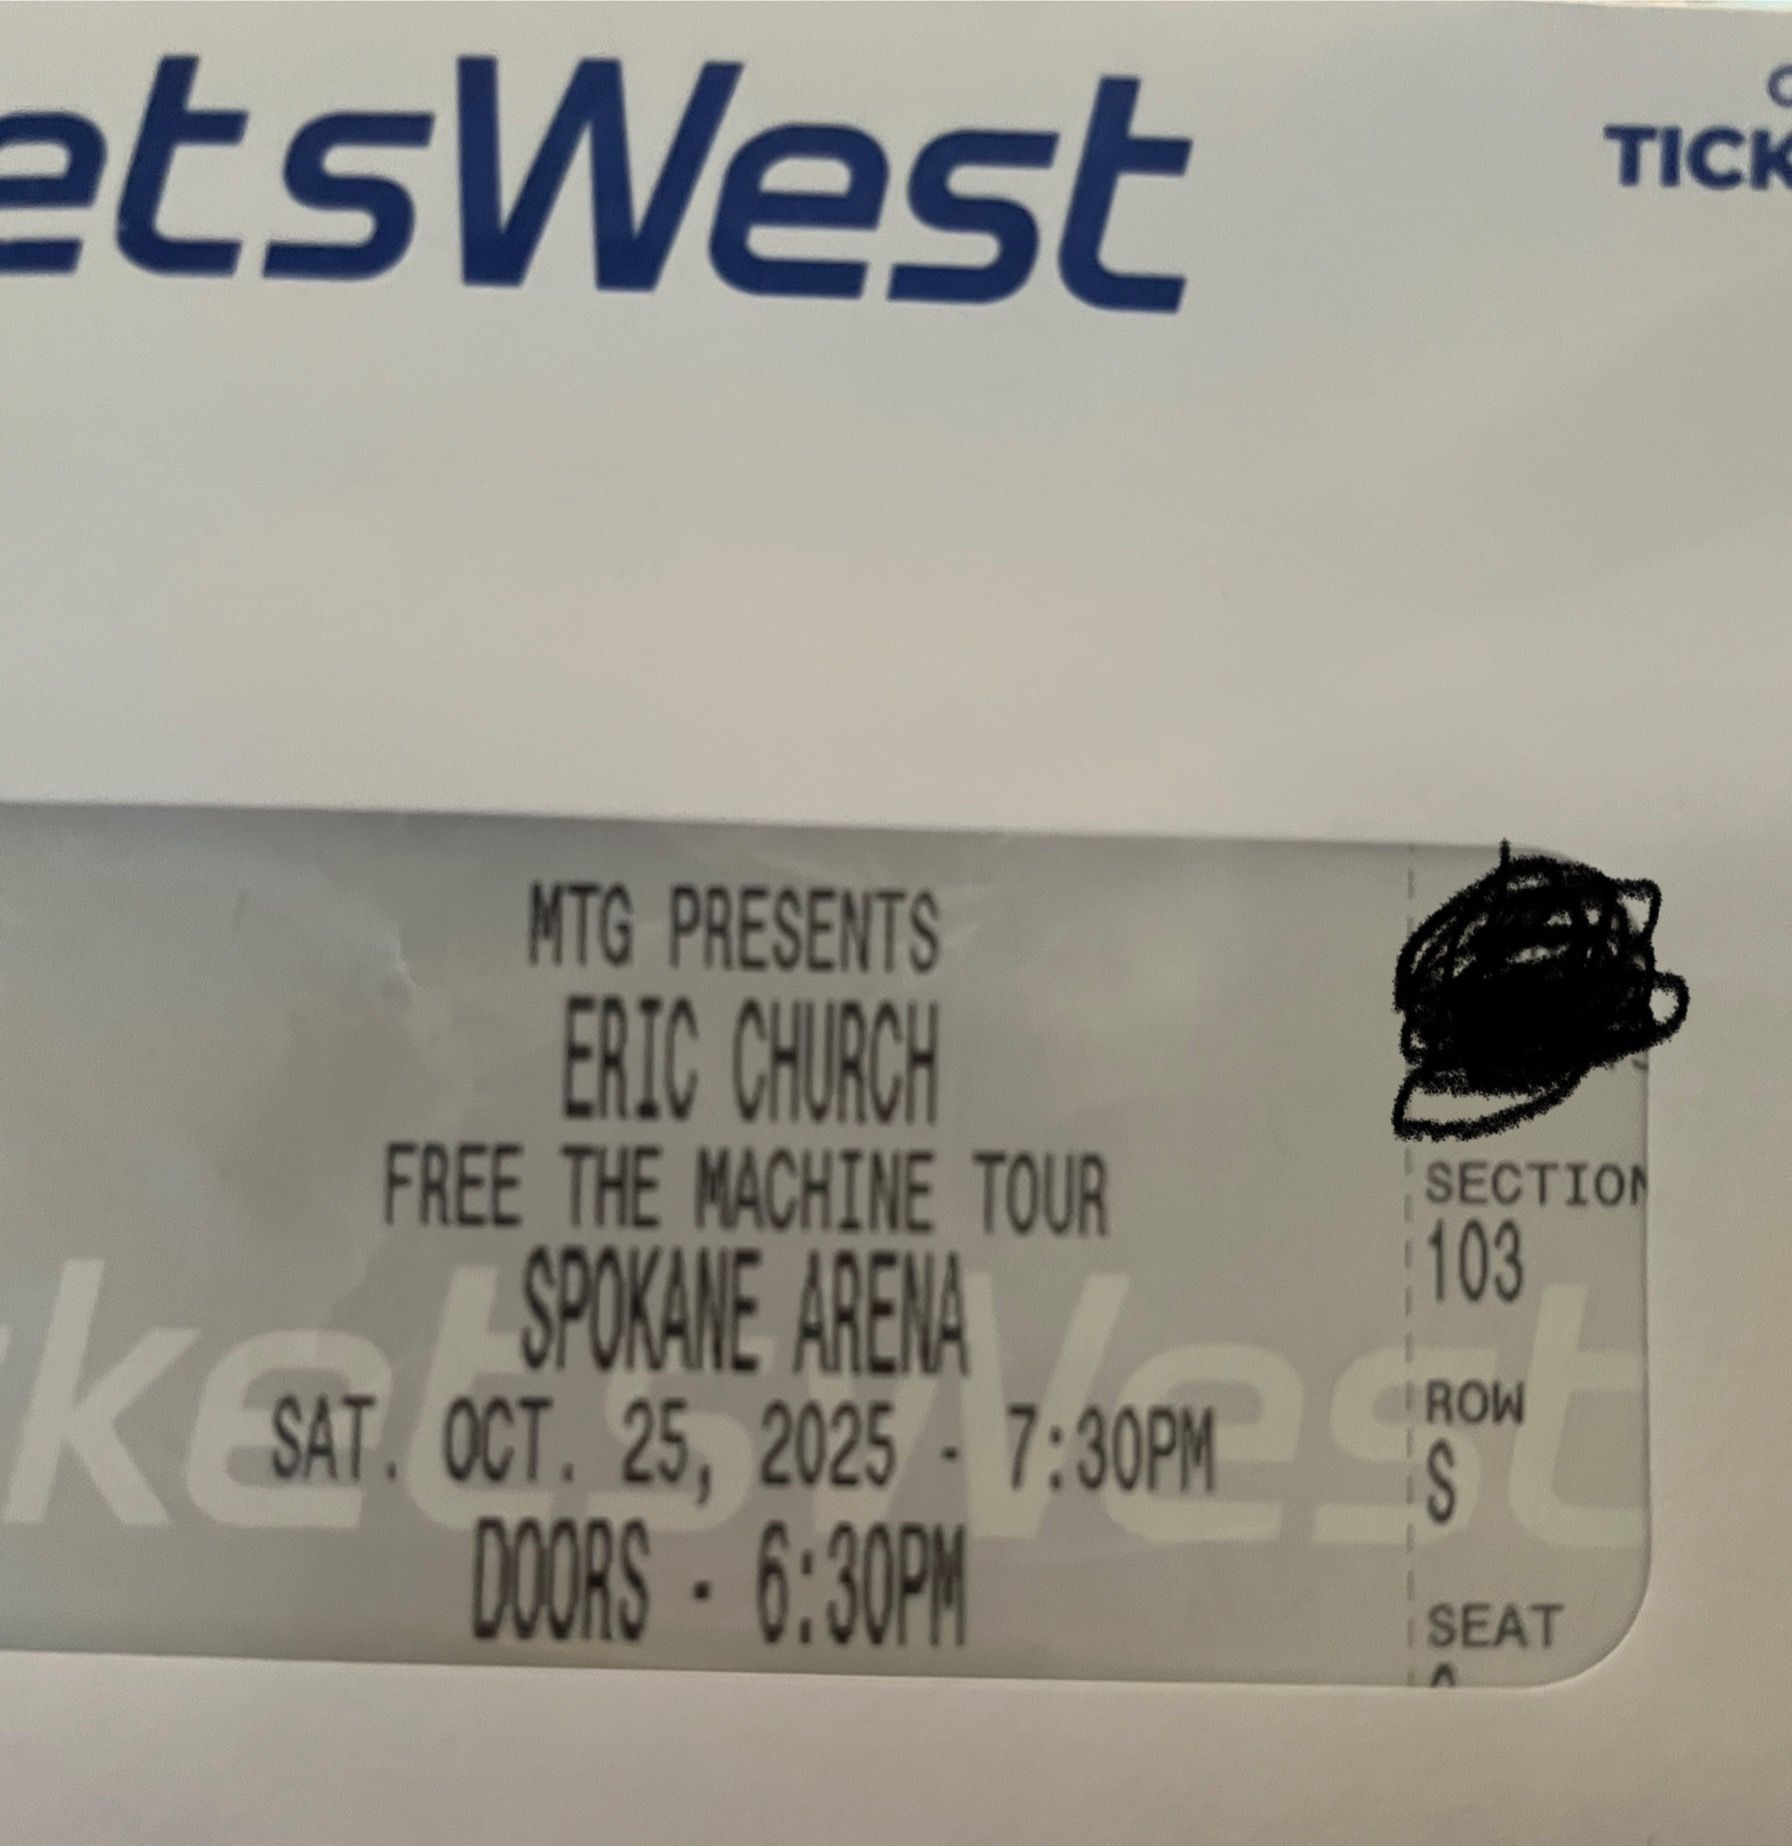 etsWest
TICK
MTG PRESENTS
ERIC CHURCH
FREE THE MACHINE TOUR
SPOKANE ARENA
SAT. OCT. 25, 2025 - 7:30PM
DOORS - 6:30PM
SECTION
103
ROW
S
SEAT
ketsWest